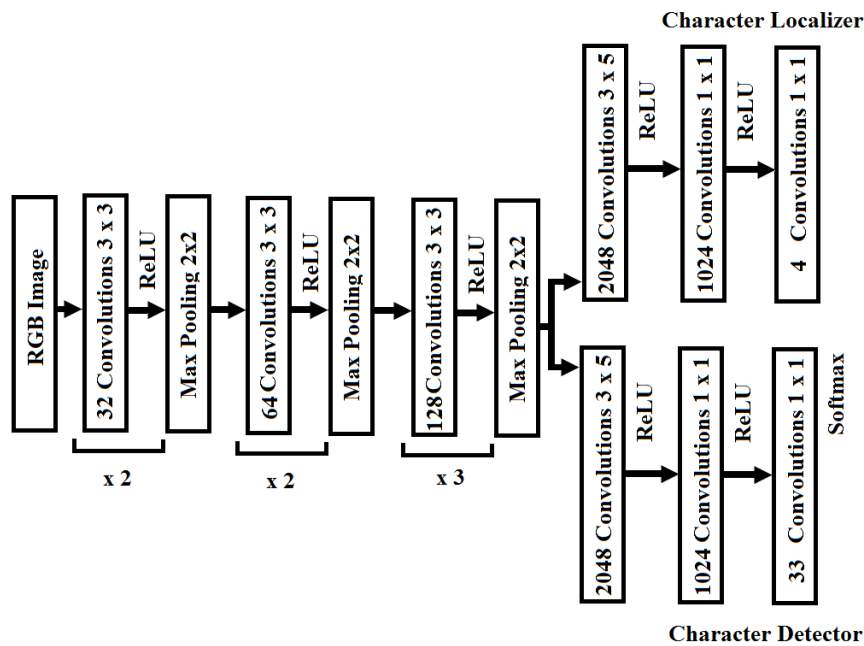 Character Localizer
RGB Image
32 Convolutions 3 x 3
ReLU
Max Pooling 2x2
x 2
64 Convolutions 3 x 3
ReLU
Max Pooling 2x2
x 2
128Convolutions 3 x 3
ReLU
Max Pooling 2x2
x 3
2048 Convolutions 3 x 5
ReLU
1024 Convolutions 1 x 1
ReLU
4 Convolutions 1 x 1
2048 Convolutions 3 x 5
ReLU
1024 Convolutions 1 x 1
ReLU
33 Convolutions 1 x 1
Softmax
Character Detector